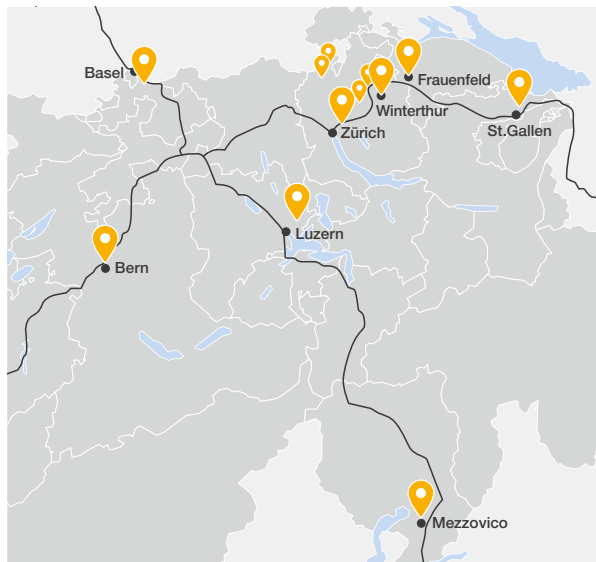 Basel
Frauenfeld
Winterthur
St.Gallen
Zürich
Luzern
Bern
Mezzovico